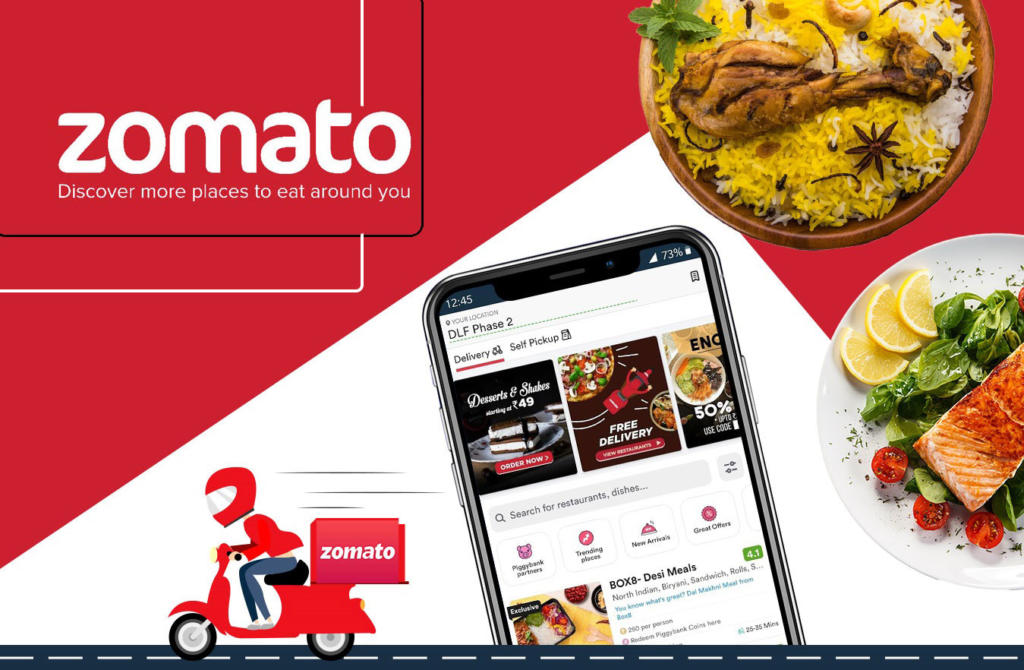 zomato
Discover more places to eat around you
12:45
73%
YOUR LOCATION
DLF Phase 2
Delivery
Self Pickup
Desserts & Shakes
starting at ₹49
ORDER NOW >
FREE
DELIVERY
VIEW RESTAURANTS
ENC
50%
UPTO ₹
USE CODE
Search for restaurants, dishes...
Piggybank
partners
Trending
places
New Arrivals
Great Offers
Exclusive
BOX8- Desi Meals
4.1
North Indian, Biryani, Sandwich, Rolls, S...
You know what's great? Dal Makhni Meal from
Box8
260 per person
Redeem Piggybank Coins here
25-35 Mins
zomato